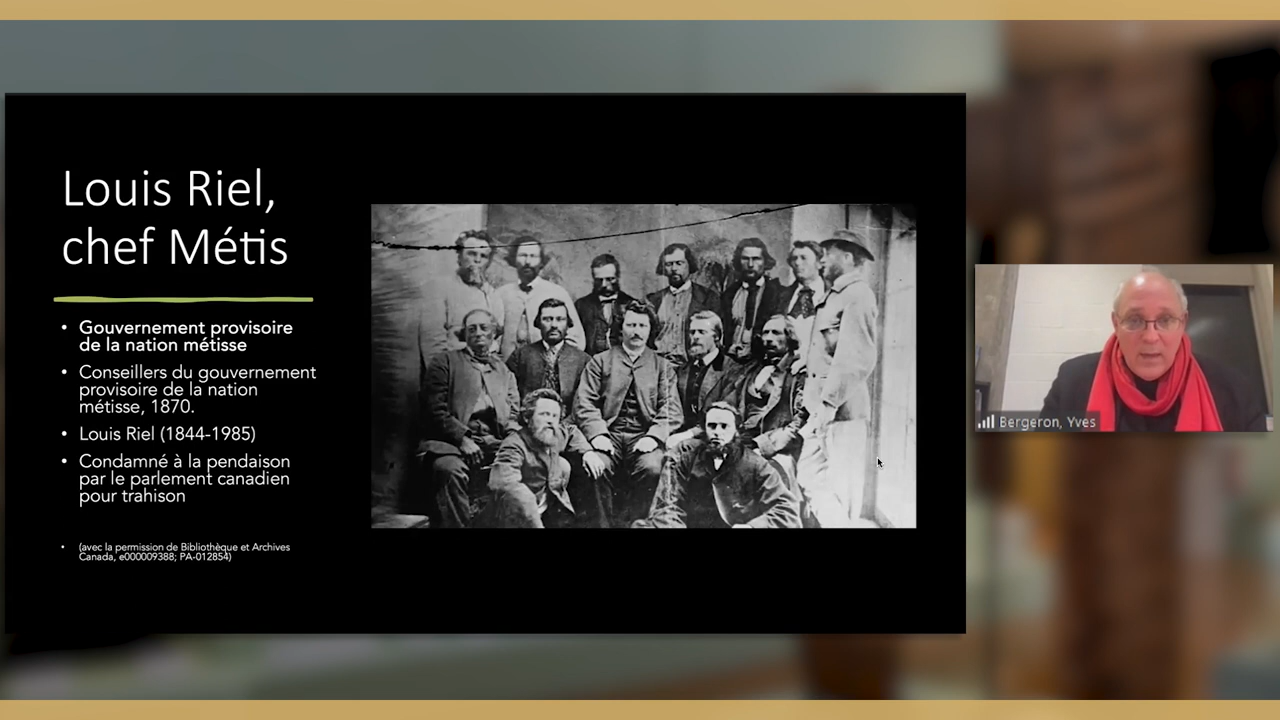 Louis Riel,
chef Métis
• Gouvernement provisoire
de la nation métisse
• Conseillers du gouvernement
provisoire de la nation
métisse, 1870.
• Louis Riel (1844-1985)
• Condamné à la pendaison
par le parlement canadien
pour trahison
• (avec la permission de Bibliothèque et Archives
Canada, e000009388; PA-012854)
Bergeron, Yves